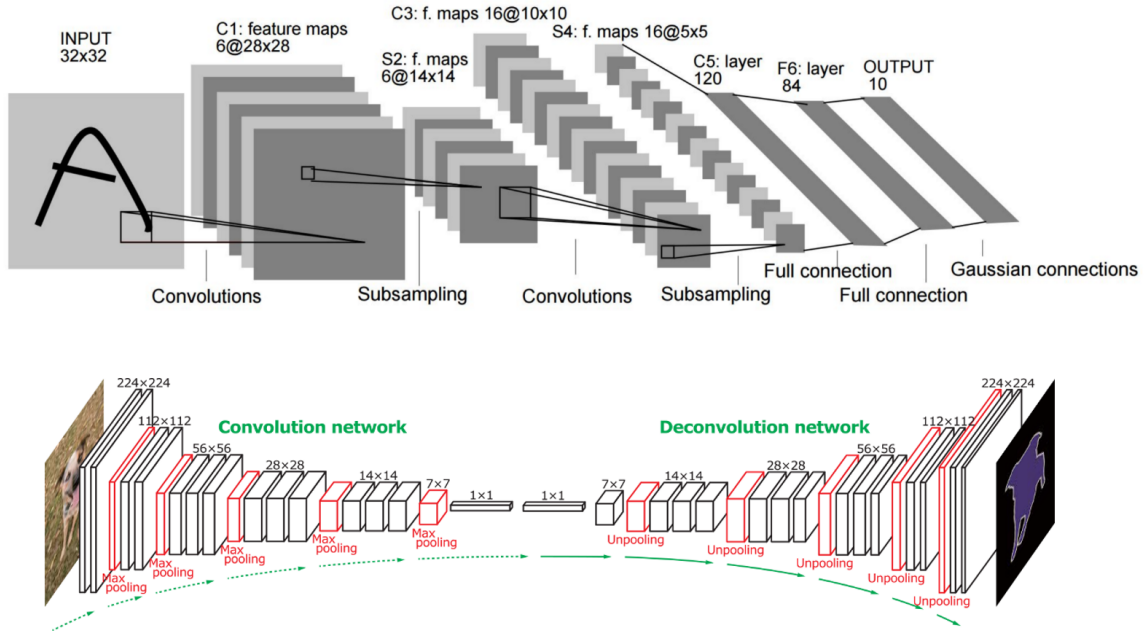 INPUT
32x32
C1: feature maps
6@28x28
S2: f. maps
6@14x14
C3: f. maps 16@10x10
S4: f. maps 16@5x5
C5: layer
120
F6: layer
84
OUTPUT
10
Convolutions
Subsampling
Convolutions
Subsampling
Full connection
Full connection
Gaussian connections
Convolution network
Deconvolution network
224×224
112×112
56×56
28×28
14×14
7×7
1×1
1×1
7×7
14×14
28×28
56×56
112×112
224×224
Max
pooling
Max
pooling
Max
pooling
Max
pooling
Max
pooling
Unpooling
Unpooling
Unpooling
Unpooling
Unpooling